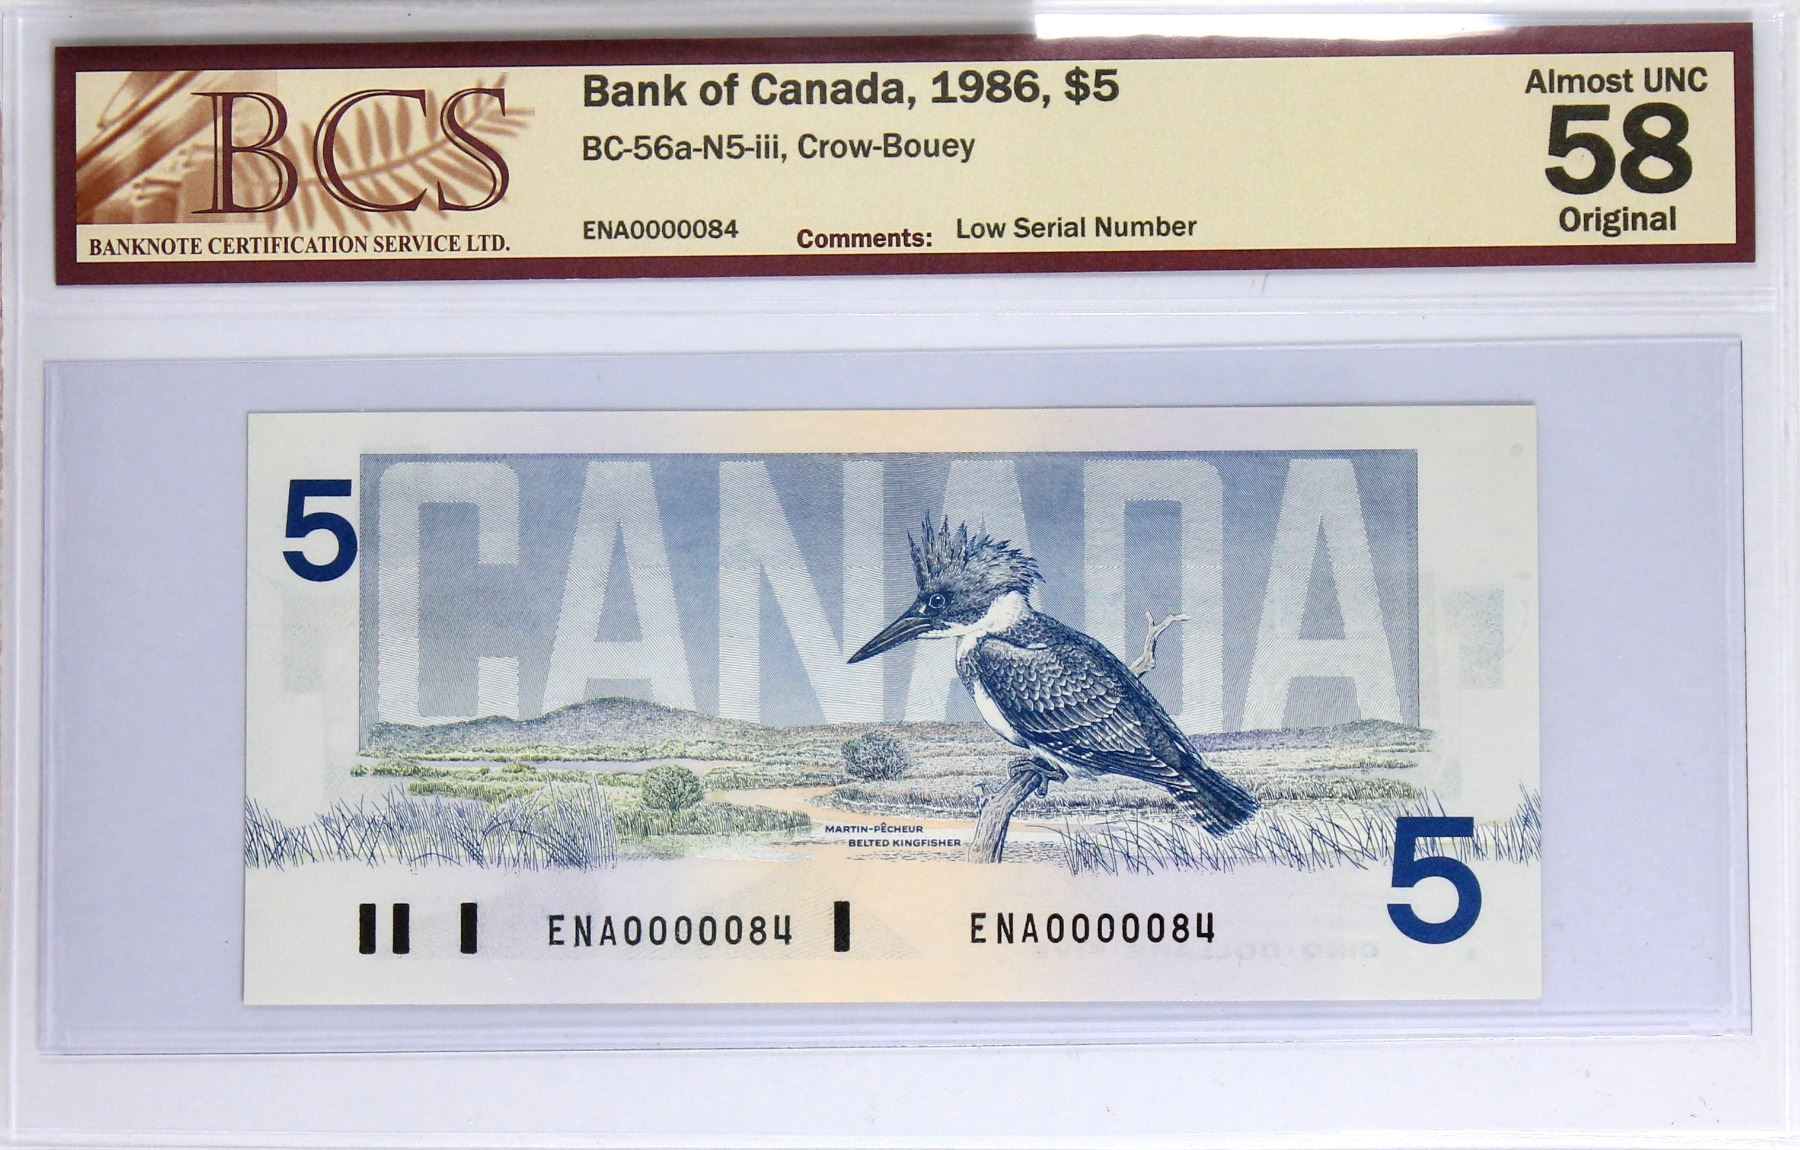 BCS
BANKNOTE CERTIFICATION SERVICE LTD.
Bank of Canada, 1986, $5
BC-56a-N5-iii, Crow-Bouey
ENA0000084 Comments: Low Serial Number
Almost UNC
58
Original
5
CANADA
MARTIN-PÊCHEUR
BELTED KINGFISHER
5
ENA0000084 ENA0000084